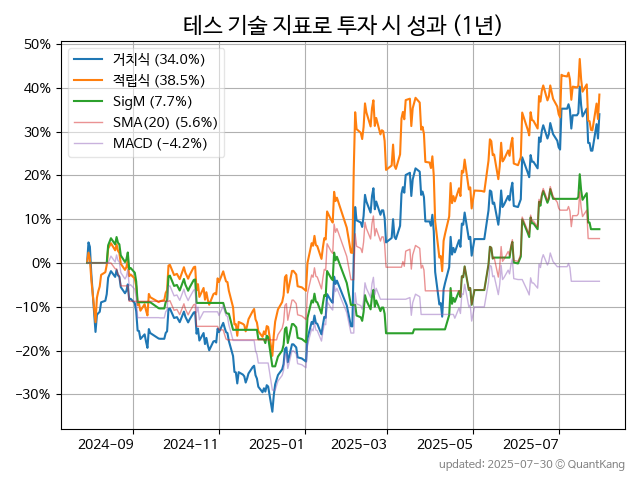 테스 기술 지표로 투자 시 성과 (1년)
50%
40%
30%
20%
10%
0%
−10%
−20%
−30%
거치식 (34.0%)
적립식 (38.5%)
SigM (7.7%)
SMA(20) (5.6%)
MACD (−4.2%)
2024-09
2024-11
2025-01
2025-03
2025-05
2025-07
updated: 2025-07-30 © QuantKang